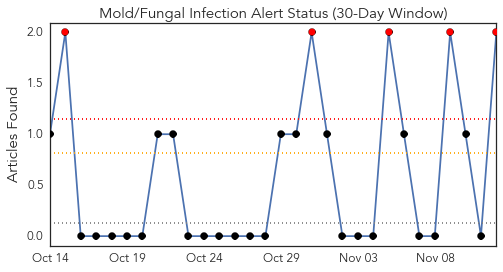 Mold/Fungal Infection Alert Status (30-Day Window)
Articles Found
2.0
1.5
1.0
0.5
0.0
Oct 14
Oct 19
Oct 24
Oct 29
Nov 03
Nov 08